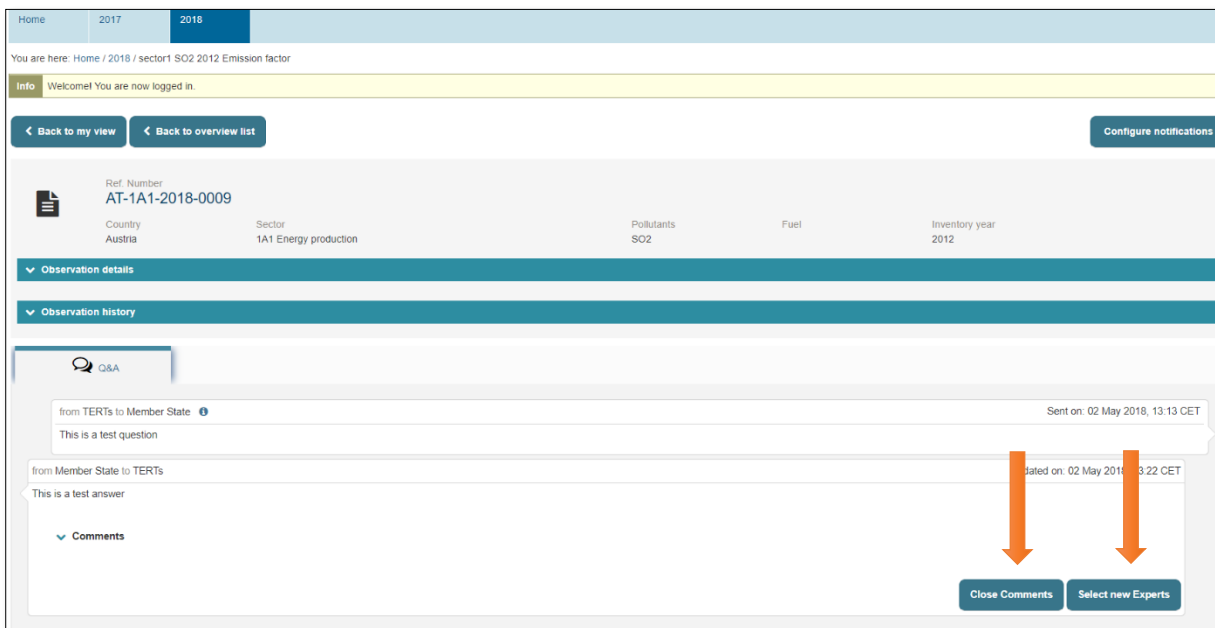 Home 2017 2018
You are here: Home / 2018 / sector1 SO2 2012 Emission factor
Info Welcome! You are now logged in.
Back to my view Back to overview list Configure notifications
Ref. Number
AT-1A1-2018-0009
Country Sector Pollutants Fuel Inventory year
Austria 1A1 Energy production SO2 2012
Observation details
Observation history
Q&A
from TERTs to Member State Sent on: 02 May 2018, 13:13 CET
This is a test question
from Member State to TERTs on: 02 May CET
This is a test answer
Comments
Close Comments Select new Experts